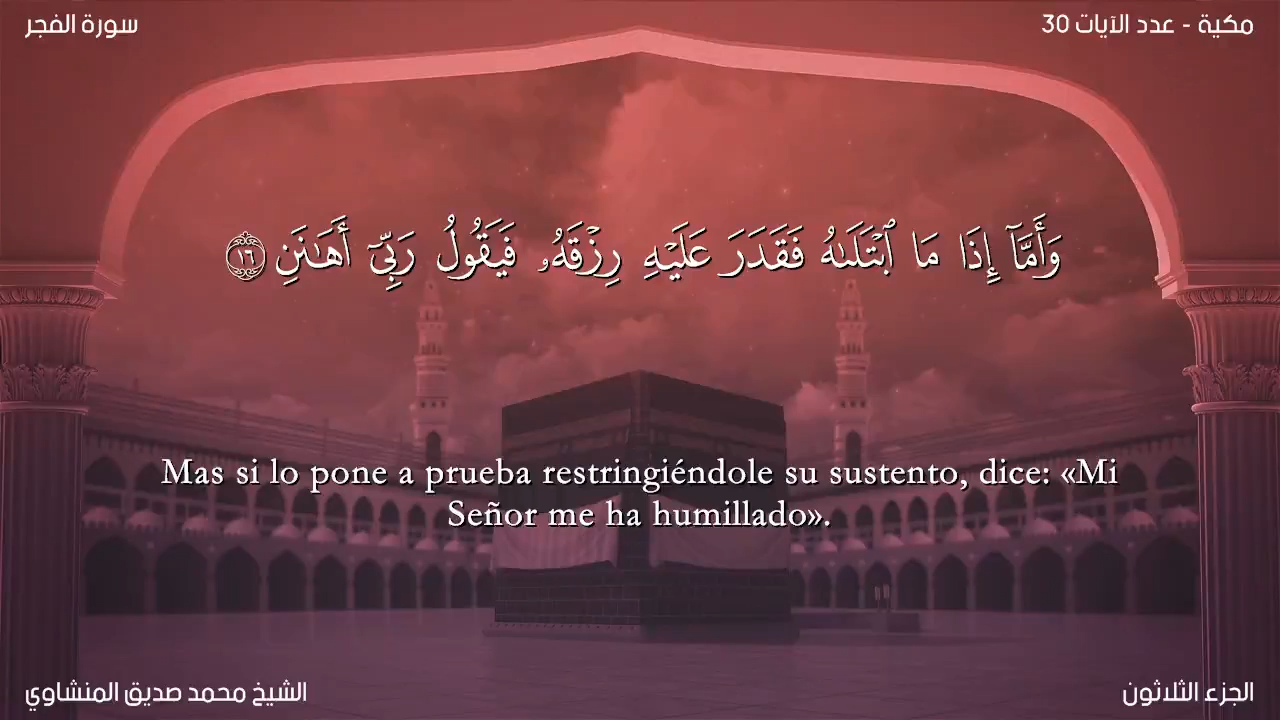 سورة الفجر
مكية - عدد الآيات 30
وَأَمَّآ إِذَا مَا ٱبْتَلَىٰهُ فَقَدَرَ عَلَيْهِ رِزْقَهُۥ فَيَقُولُ رَبِّىٓ أَهَـٰنَنِ ١٦
Mas si lo pone a prueba restringiéndole su sustento, dice: «Mi
Señor me ha humillado».
الشيخ محمد صديق المنشاوي
الجزء الثلاثون